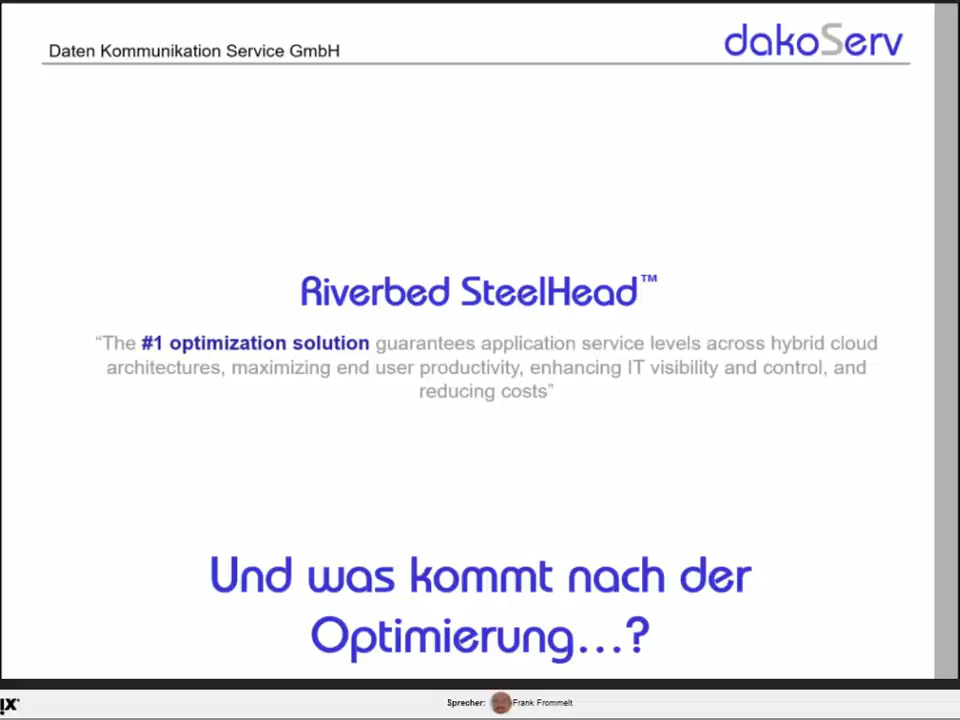 Daten Kommunikation Service GmbH
dakoServ
Riverbed SteelHead™
“The #1 optimization solution guarantees application service levels across hybrid cloud
architectures, maximizing end user productivity, enhancing IT visibility and control, and
reducing costs”
Und was kommt nach der
Optimierung...?
Sprecher: Frank Frommelt